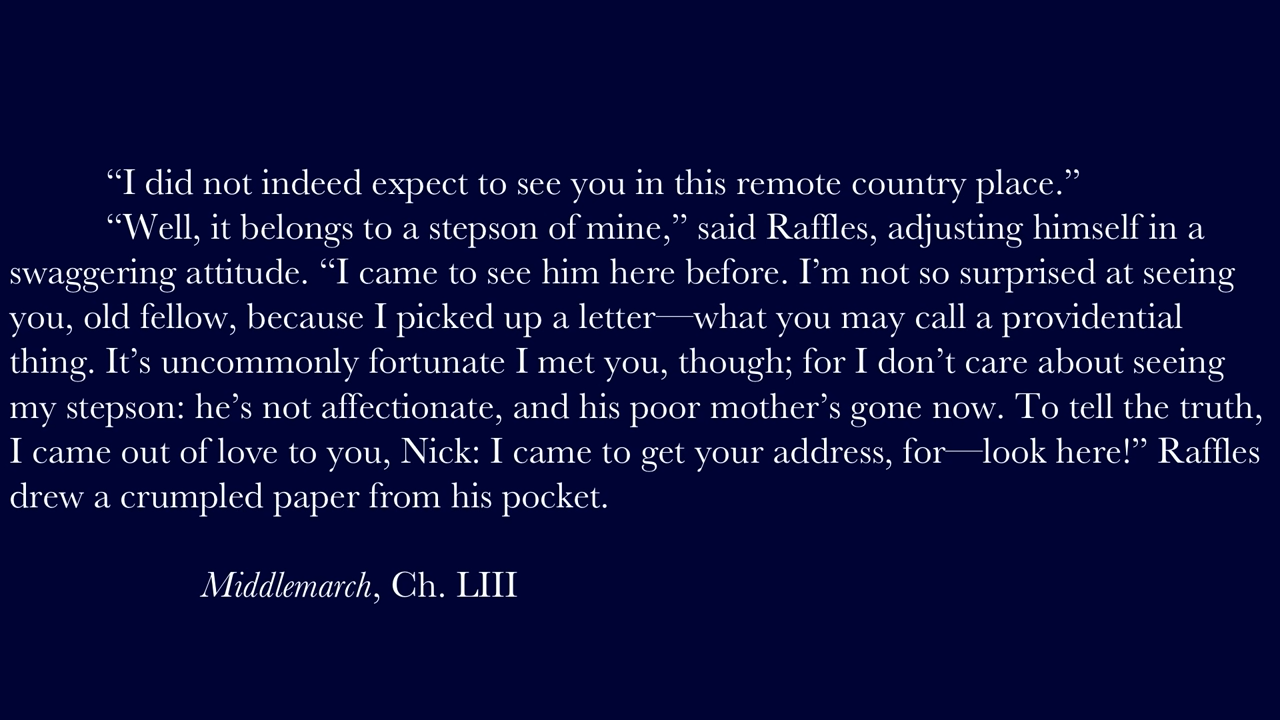 “I did not indeed expect to see you in this remote country place.”
“Well, it belongs to a stepson of mine,” said Raffles, adjusting himself in a
swaggering attitude. “I came to see him here before. I’m not so surprised at seeing
you, old fellow, because I picked up a letter—what you may call a providential
thing. It’s uncommonly fortunate I met you, though; for I don’t care about seeing
my stepson: he’s not affectionate, and his poor mother’s gone now. To tell the truth,
I came out of love to you, Nick: I came to get your address, for—look here!” Raffles
drew a crumpled paper from his pocket.
Middlemarch, Ch. LIII